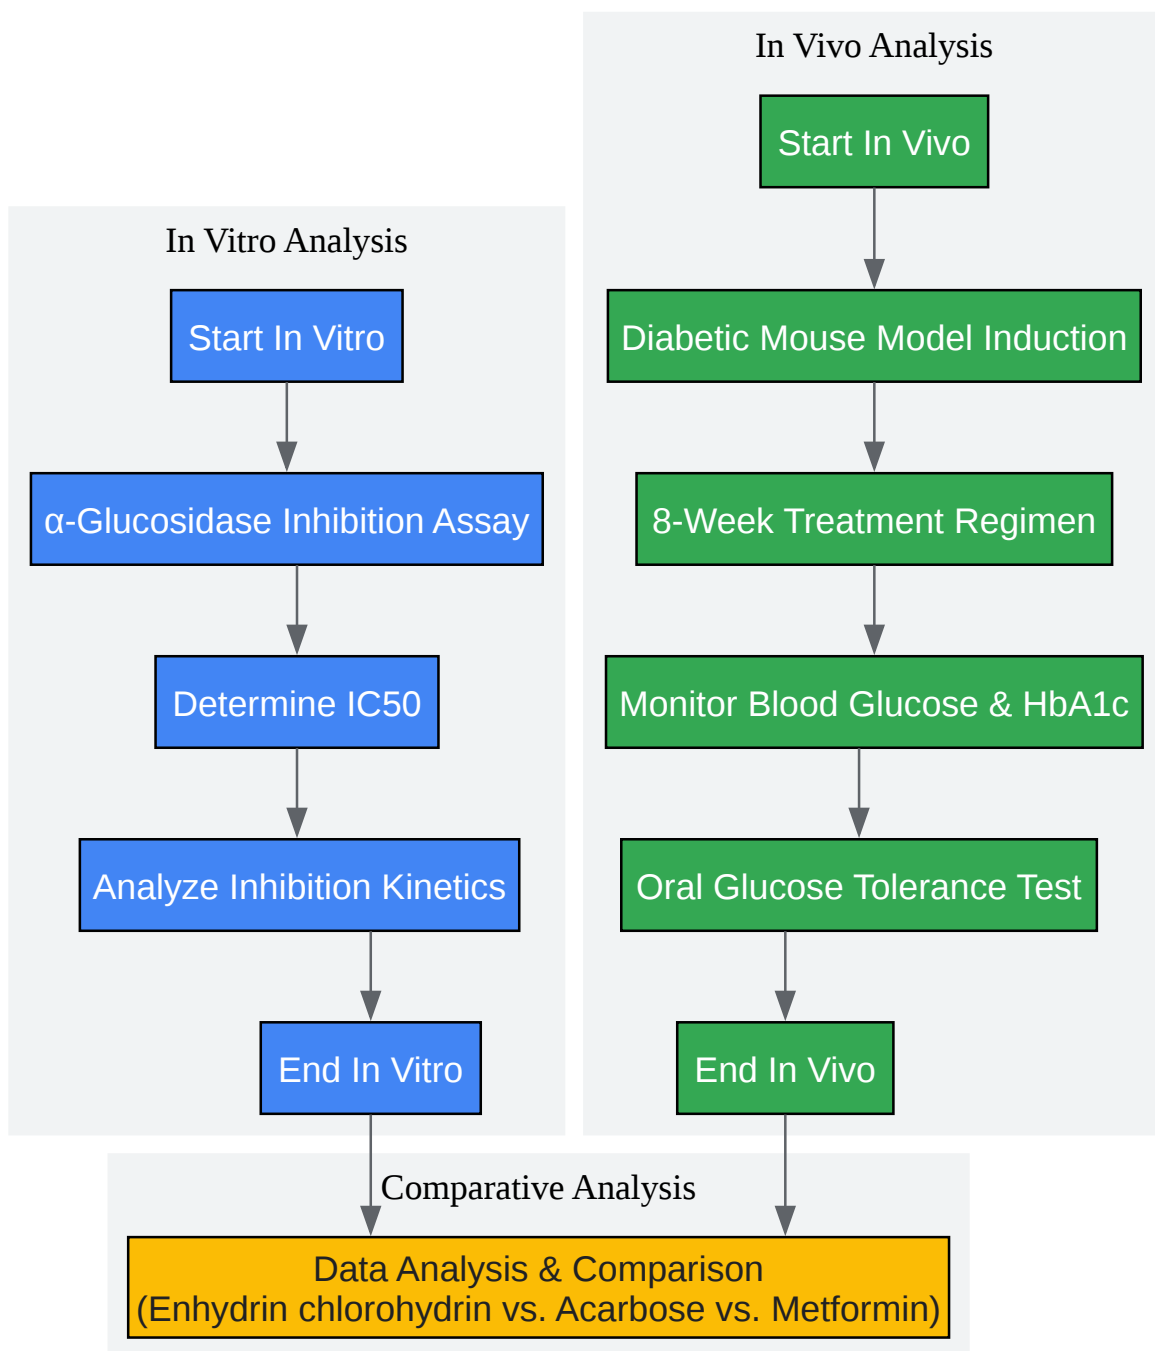 In Vitro Analysis
Start In Vitro
α-Glucosidase Inhibition Assay
Determine IC50
Analyze Inhibition Kinetics
End In Vitro
In Vivo Analysis
Start In Vivo
Diabetic Mouse Model Induction
8-Week Treatment Regimen
Monitor Blood Glucose & HbA1c
Oral Glucose Tolerance Test
End In Vivo
Comparative Analysis
Data Analysis & Comparison
(Enhydrin chlorohydrin vs. Acarbose vs. Metformin)